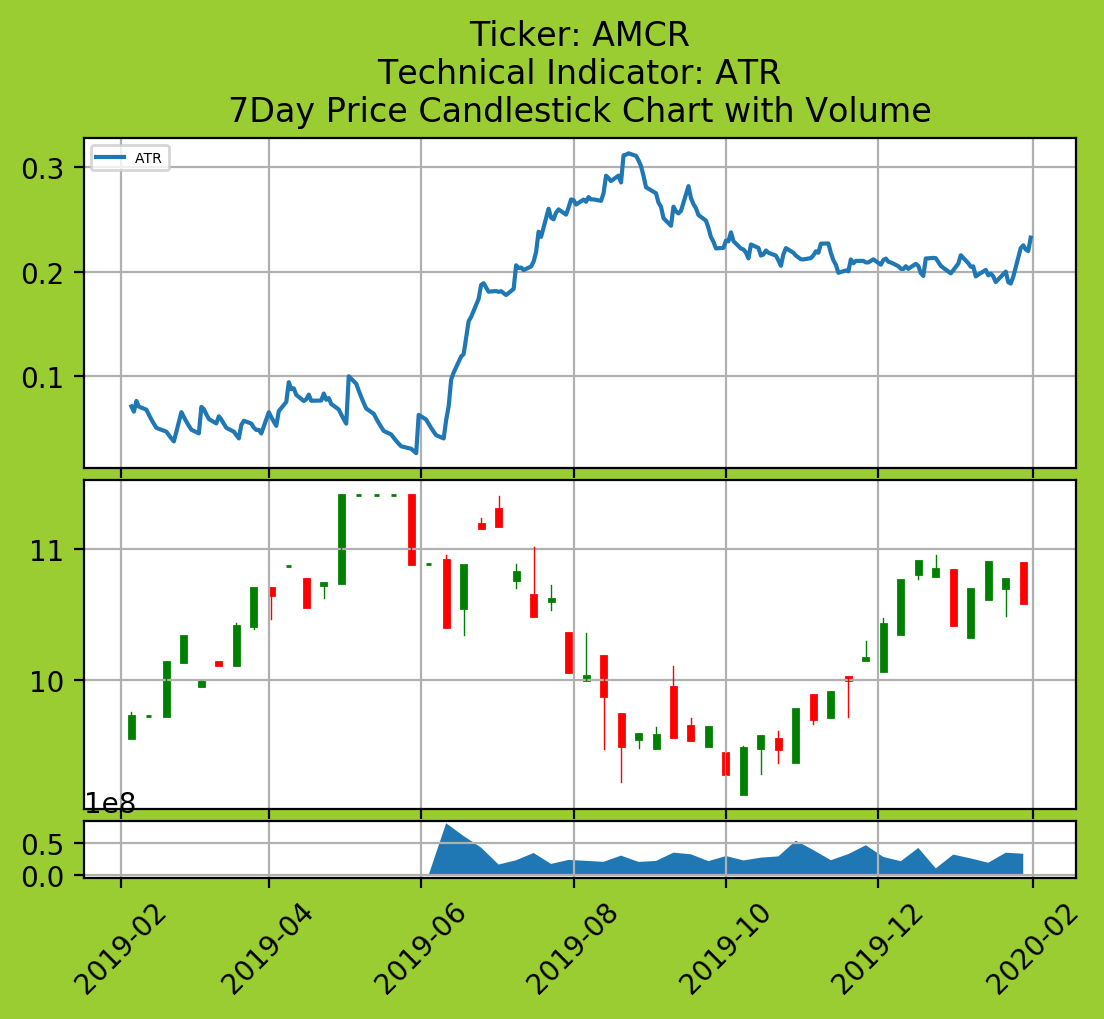 Ticker: AMCR
Technical Indicator: ATR
7Day Price Candlestick Chart with Volume
ATR
0.3
0.2
0.1
11
10
1e8
0.5
0.0
2019-02
2019-04
2019-06
2019-08
2019-10
2019-12
2020-02